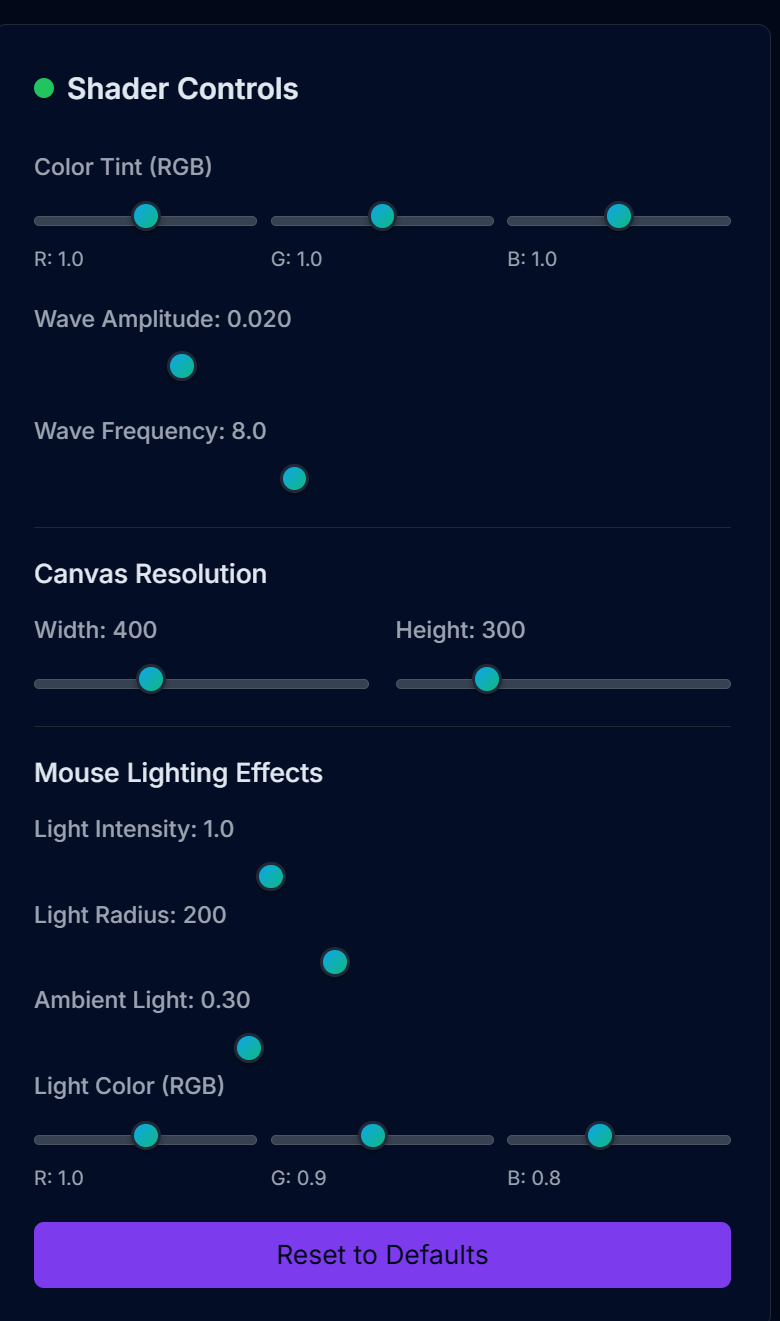 Shader Controls
Color Tint (RGB)
R: 1.0 G: 1.0 B: 1.0
Wave Amplitude: 0.020
Wave Frequency: 8.0
Canvas Resolution
Width: 400 Height: 300
Mouse Lighting Effects
Light Intensity: 1.0
Light Radius: 200
Ambient Light: 0.30
Light Color (RGB)
R: 1.0 G: 0.9 B: 0.8
Reset to Defaults